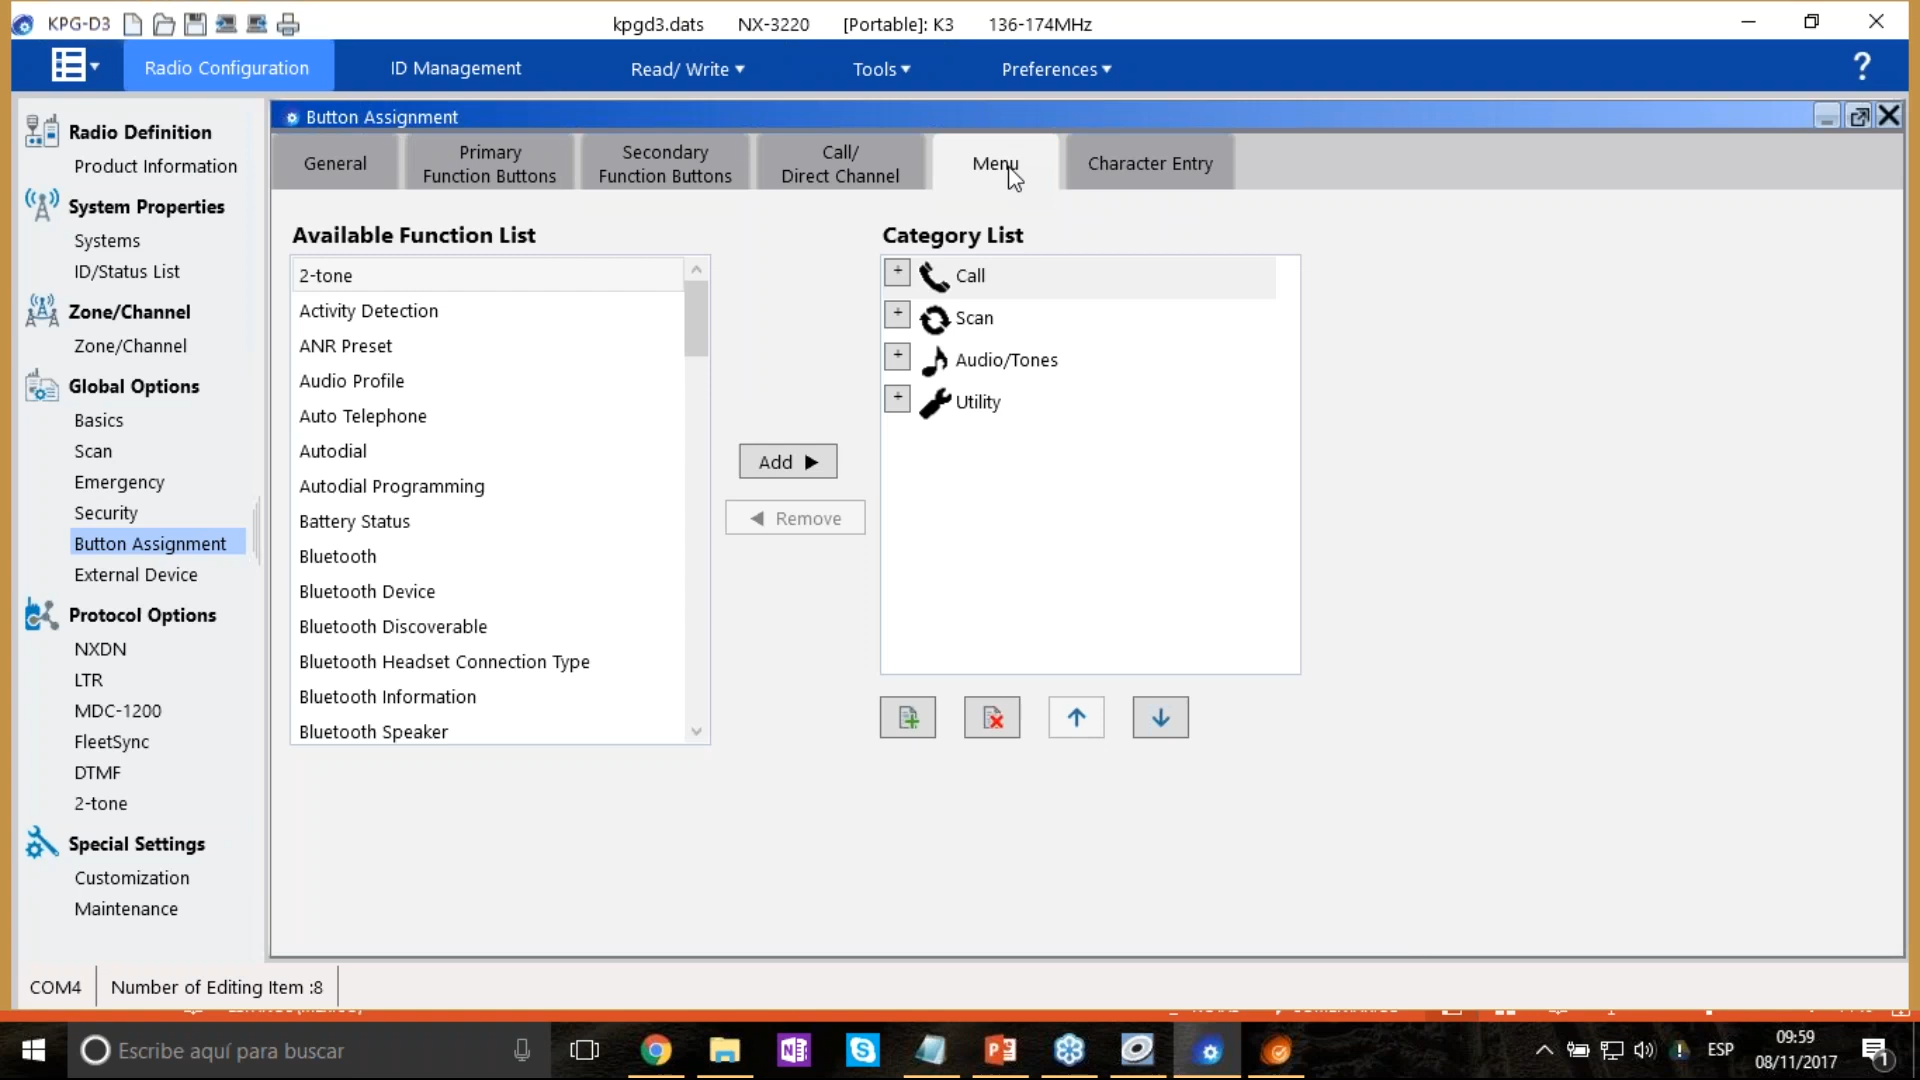 KPG-D3
kpgd3.dats NX-3220 [Portable]: K3 136-174MHz
Radio Configuration ID Management Read/ Write Tools Preferences ?
Radio Definition
Product Information
System Properties
Systems
ID/Status List
Zone/Channel
Zone/Channel
Global Options
Basics
Scan
Emergency
Security
Button Assignment
External Device
Protocol Options
NXDN
LTR
MDC-1200
FleetSync
DTMF
2-tone
Special Settings
Customization
Maintenance
Button Assignment
General
Primary
Function Buttons
Secondary
Function Buttons
Call/
Direct Channel
Menu
Character Entry
Available Function List
2-tone
Activity Detection
ANR Preset
Audio Profile
Auto Telephone
Autodial
Autodial Programming
Battery Status
Bluetooth
Bluetooth Device
Bluetooth Discoverable
Bluetooth Headset Connection Type
Bluetooth Information
Bluetooth Speaker
Add
Remove
Category List
+ Call
+ Scan
+ Audio/Tones
+ Utility
COM4 Number of Editing Item :8
Escribe aquí para buscar
ESP
09:59
08/11/2017
1